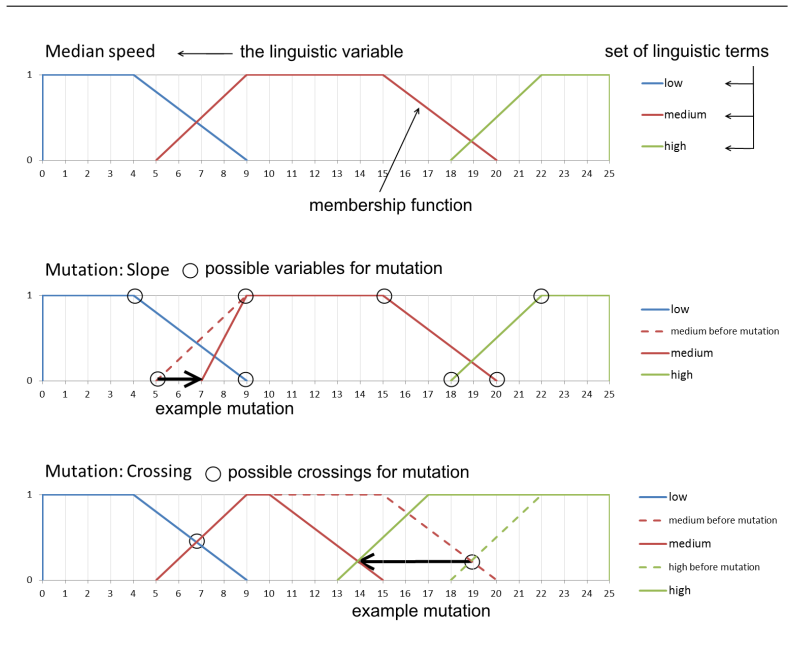 Median speed the linguistic variable set of linguistic terms
1
low
medium
high
0
0 1 2 3 4 5 6 7 8 9 10 11 12 13 14 15 16 17 18 19 20 21 22 23 24 25
membership function
Mutation: Slope possible variables for mutation
1
low
medium before mutation
medium
high
0
0 1 2 3 4 5 6 7 8 9 10 11 12 13 14 15 16 17 18 19 20 21 22 23 24 25
example mutation
Mutation: Crossing possible crossings for mutation
1
low
medium before mutation
medium
high before mutation
high
0
0 1 2 3 4 5 6 7 8 9 10 11 12 13 14 15 16 17 18 19 20 21 22 23 24 25
example mutation